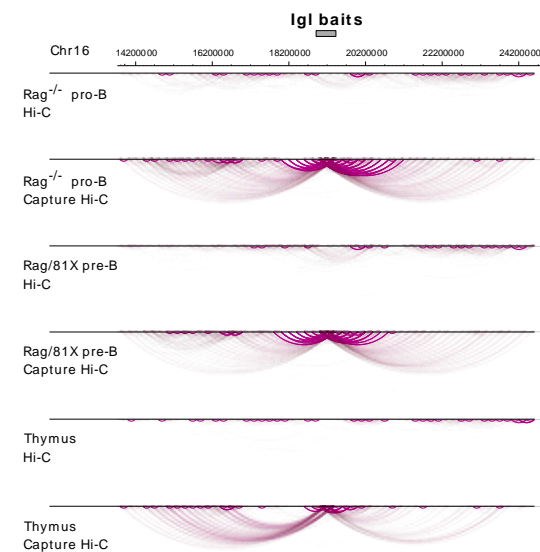 Igl baits
Chr16
14200000 16200000 18200000 20200000 22200000 24200000
Rag-/- pro-B
Hi-C
Rag-/- pro-B
Capture Hi-C
Rag/81X pre-B
Hi-C
Rag/81X pre-B
Capture Hi-C
Thymus
Hi-C
Thymus
Capture Hi-C